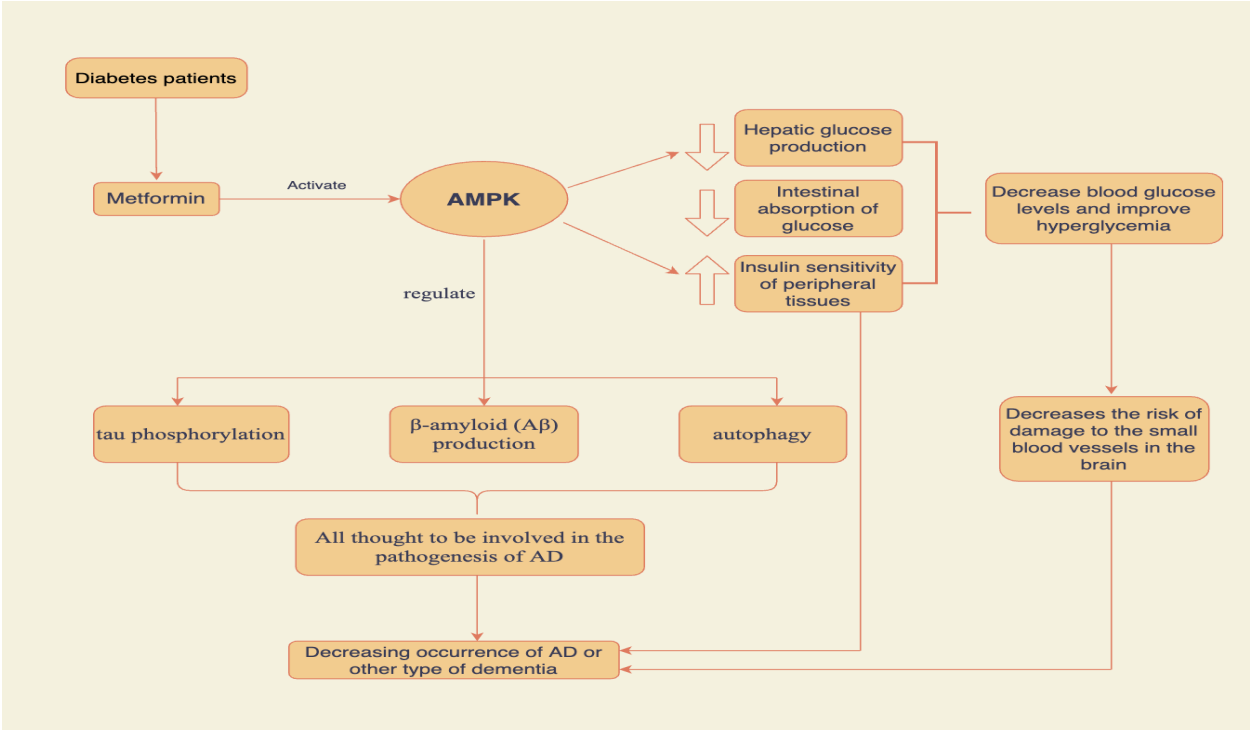 Diabetes patients
Metformin
Activate
AMPK
Hepatic glucose
production
Intestinal
absorption of
glucose
Insulin sensitivity
of peripheral
tissues
Decrease blood glucose
levels and improve
hyperglycemia
regulate
tau phosphorylation
β-amyloid (Aβ)
production
autophagy
Decreases the risk of
damage to the small
blood vessels in the
brain
All thought to be involved in the
pathogenesis of AD
Decreasing occurrence of AD or
other type of dementia